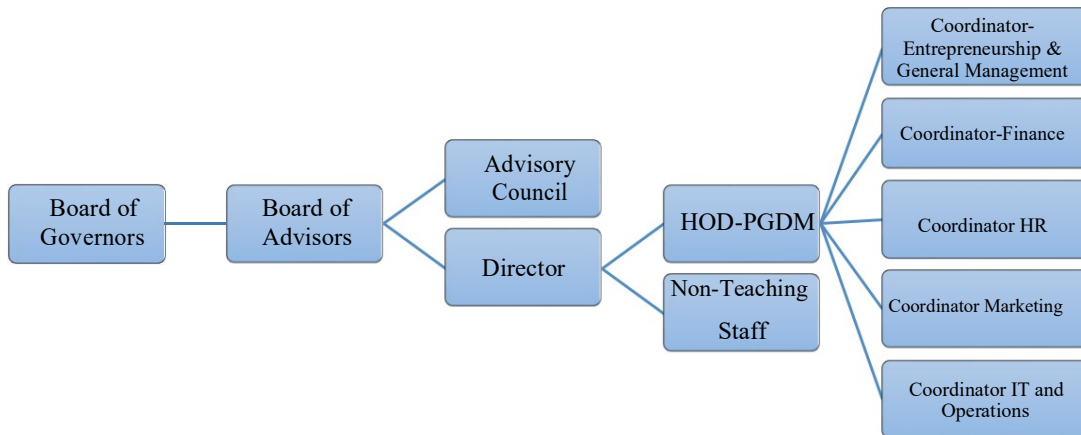 Board of
Governors
Board of
Advisors
Advisory
Council
Director
HOD-PGDM
Non-Teaching
Staff
Coordinator-
Entrepreneurship &
General Management
Coordinator-Finance
Coordinator HR
Coordinator Marketing
Coordinator IT and
Operations